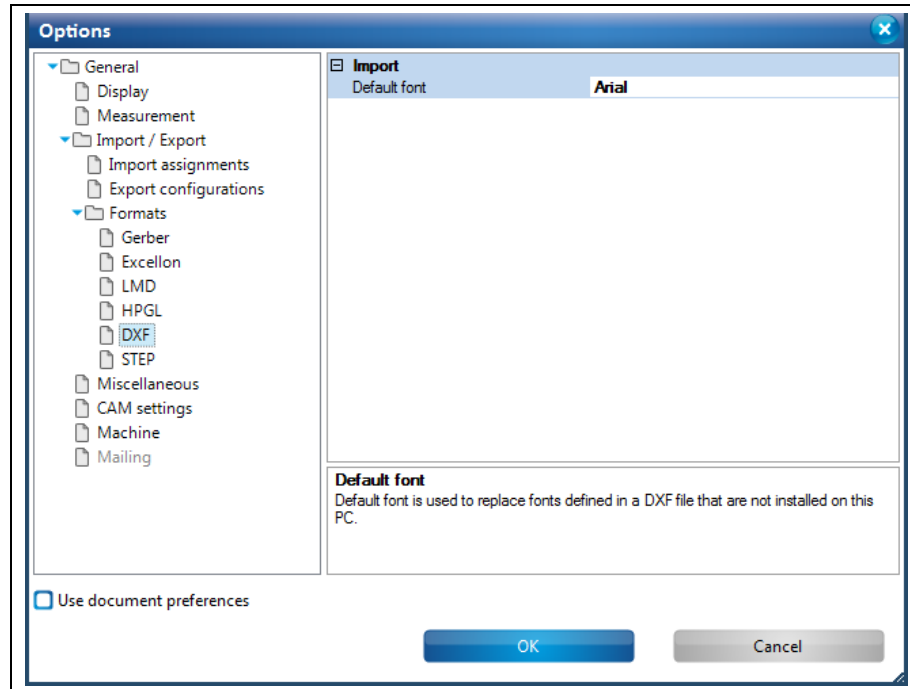 Options
General
Display
Measurement
Import / Export
Import assignments
Export configurations
Formats
Gerber
Excellon
LMD
HPGL
DXF
STEP
Miscellaneous
CAM settings
Machine
Mailing
Import
Default font Arial
Default font
Default font is used to replace fonts defined in a DXF file that are not installed on this
PC.
Use document preferences
OK Cancel